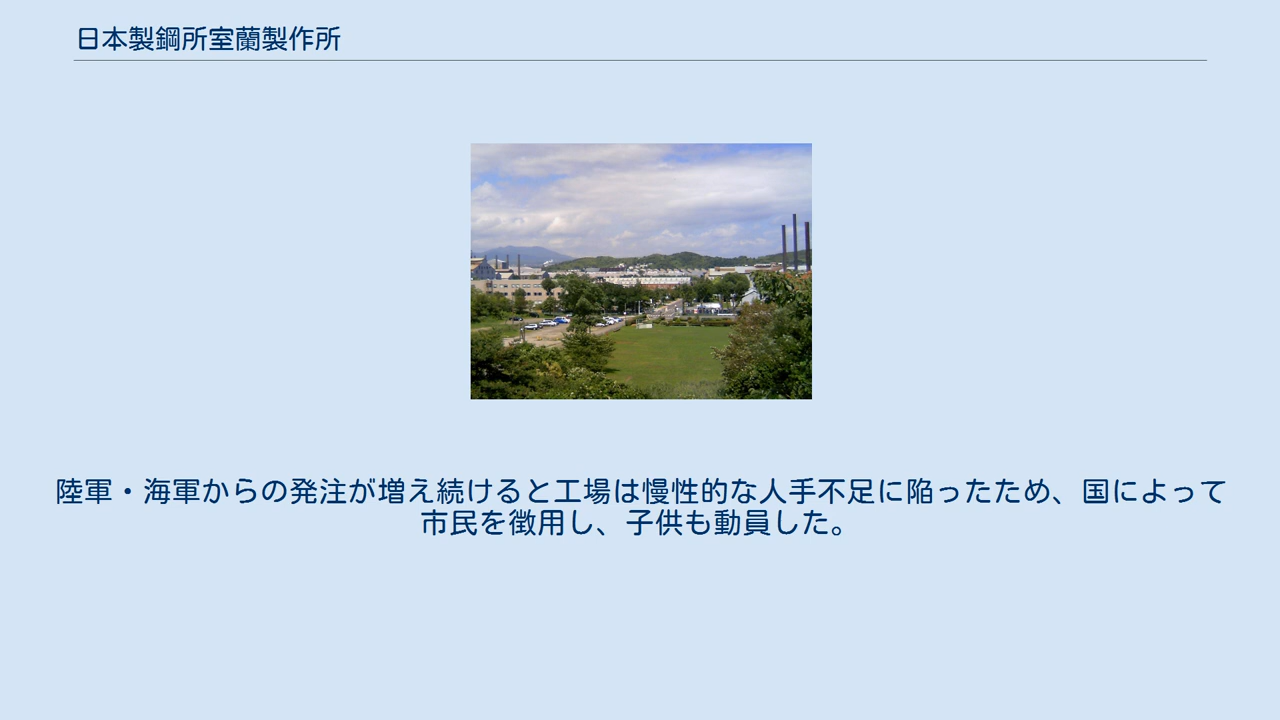 日本製鋼所室蘭製作所
陸軍・海軍からの発注が増え続けると工場は慢性的な人手不足に陥ったため、国によって
市民を徴用し、子供も動員した。